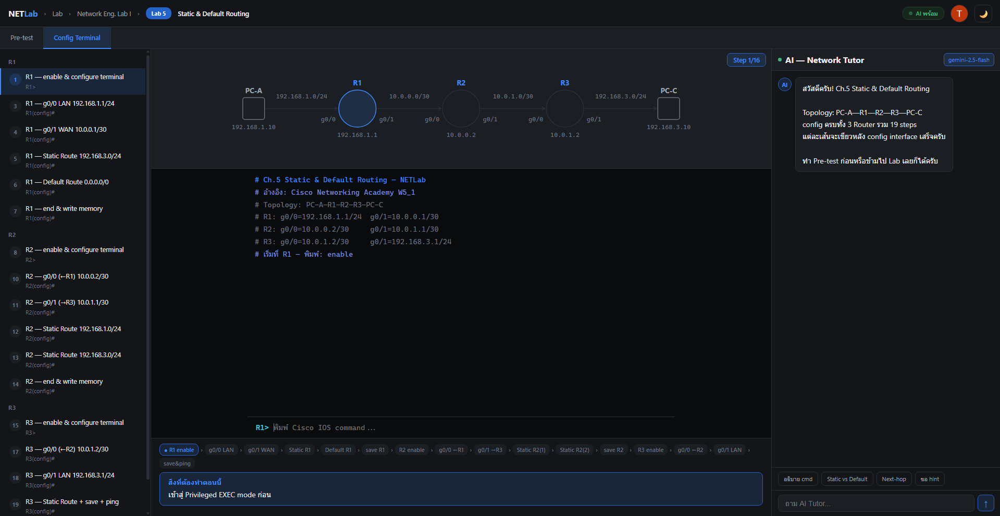 NETLab › Lab › Network Eng. Lab I › Lab 5 Static & Default Routing
AI พร้อม
T
Pre-test
Config Terminal
R1
1 R1 — enable & configure terminal
R1>
3 R1 — g0/0 LAN 192.168.1.1/24
R1(config)#
4 R1 — g0/1 WAN 10.0.0.1/30
R1(config)#
5 R1 — Static Route 192.168.3.0/24
R1(config)#
6 R1 — Default Route 0.0.0.0/0
R1(config)#
7 R1 — end & write memory
R1(config)#
R2
8 R2 — enable & configure terminal
R2>
10 R2 — g0/0 (←R1) 10.0.0.2/30
R2(config)#
11 R2 — g0/1 (→R3) 10.0.1.1/30
R2(config)#
12 R2 — Static Route 192.168.1.0/24
R2(config)#
13 R2 — Static Route 192.168.3.0/24
R2(config)#
14 R2 — end & write memory
R2(config)#
R3
15 R3 — enable & configure terminal
R3>
17 R3 — g0/0 (←R2) 10.0.1.2/30
R3(config)#
18 R3 — g0/1 LAN 192.168.3.1/24
R3(config)#
19 R3 — Static Route + save + ping
R3(config)#
Step 1/16
R1 R2 R3
PC-A PC-C
192.168.1.0/24 10.0.0.0/30 10.0.1.0/30 192.168.3.0/24
g0/0 g0/1 g0/0 g0/1 g0/0 g0/1
192.168.1.10 192.168.3.10
192.168.1.1 10.0.0.2 10.0.1.2
# Ch.5 Static & Default Routing — NETLab
# อ้างอิง: Cisco Networking Academy W5_1
# Topology: PC-A—R1—R2—R3—PC-C
# R1: g0/0=192.168.1.1/24 g0/1=10.0.0.1/30
# R2: g0/0=10.0.0.2/30 g0/1=10.0.1.1/30
# R3: g0/0=10.0.1.2/30 g0/1=192.168.3.1/24
# เริ่มที่ R1 — พิมพ์: enable
R1> พิมพ์ Cisco IOS command...
● R1 enable › g0/0 LAN › g0/1 WAN › Static R1 › Default R1 › save R1 › R2 enable › g0/0 ←R1 › g0/1 →R3 › Static R2(1) › Static R2(2) › save R2 › R3 enable › g0/0 ←R2 › g0/1 LAN ›
save&ping
สิ่งที่ต้องทำตอนนี้
เข้าสู่ Privileged EXEC mode ก่อน
AI — Network Tutor
gemini-2.5-flash
AI
สวัสดีครับ! Ch.5 Static & Default Routing
Topology: PC-A—R1—R2—R3—PC-C
config ครบทั้ง 3 Router รวม 19 steps
แต่ละเส้นจะเขียวหลัง config interface เสร็จครับ
ทำ Pre-test ก่อนหรือข้ามไป Lab เลยก็ได้ครับ
อธิบาย cmd
Static vs Default
Next-hop
ขอ hint
ถาม AI Tutor...
↑